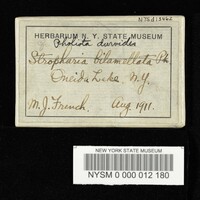 HERBARIUM N. Y. STATE MUSEUM
Pholiota duroides
Stropharia bilamellata Pk
Oneida Lake N.Y.
M. J. French. Aug. 1911.
NEW YORK STATE MUSEUM
NYSM 0 000 012 180